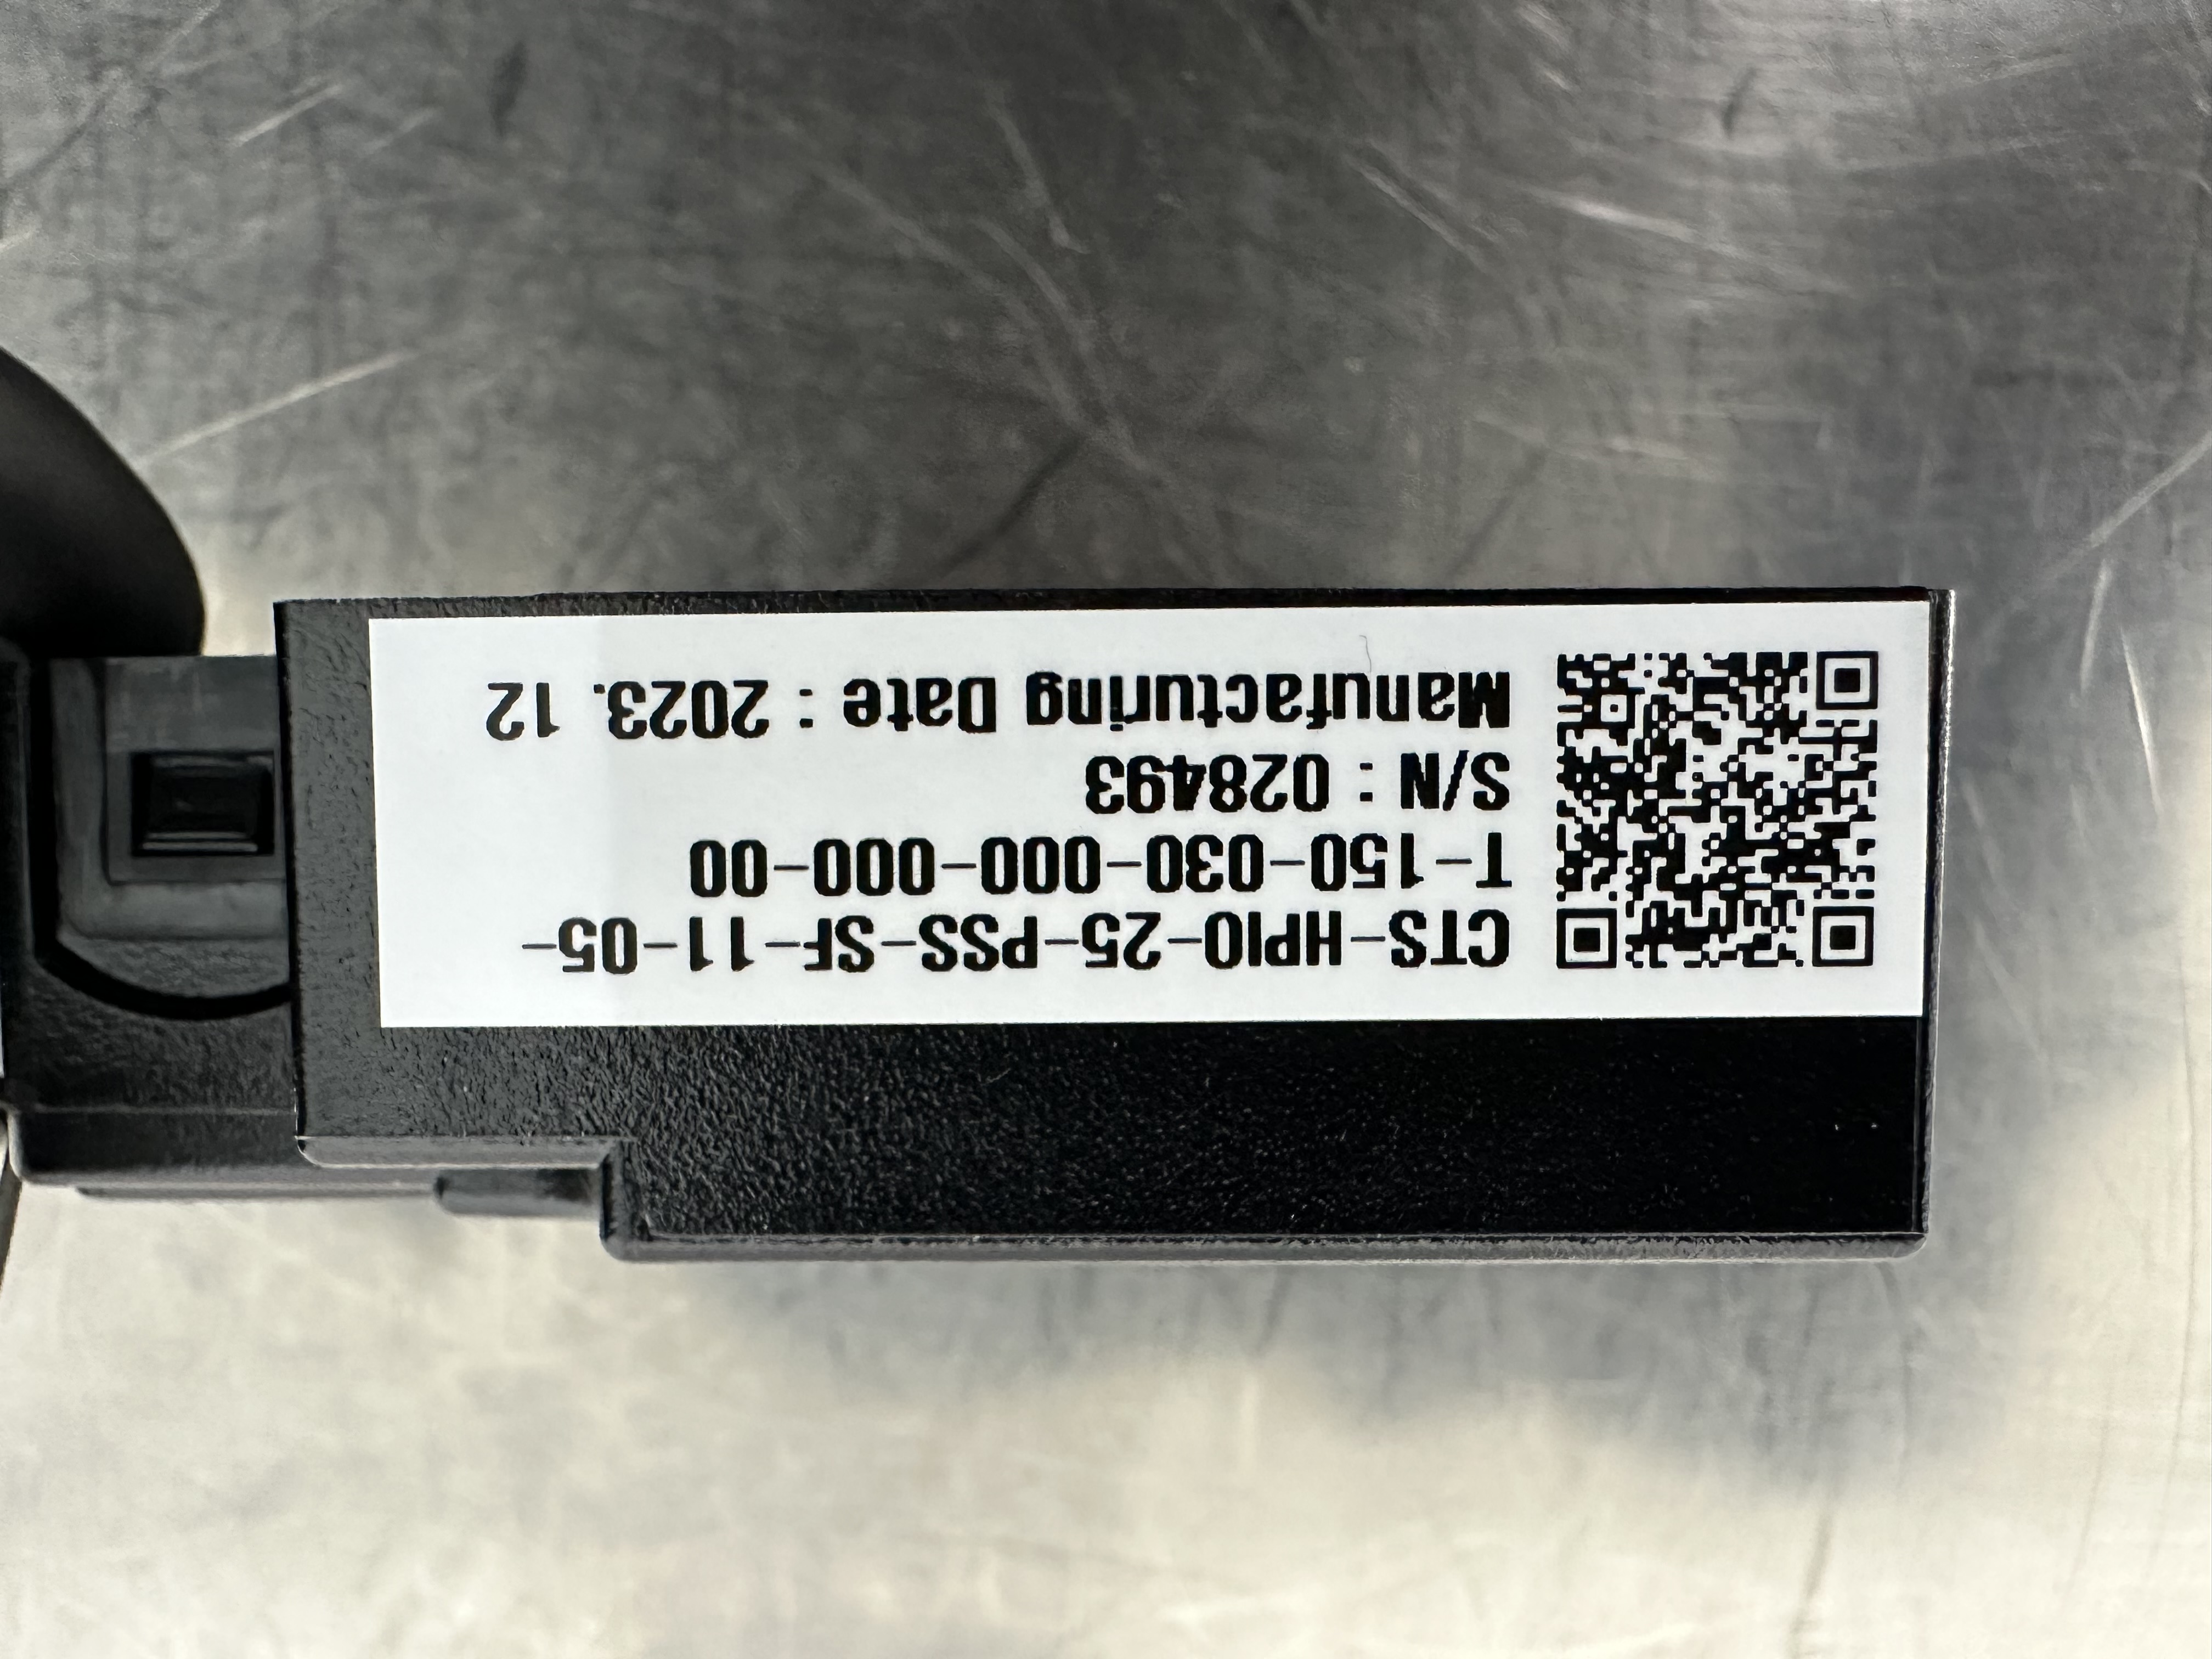 CTS-HPIO-25-PSS-SF-11-05-
T-150-030-000-000-00
S/N : 028493
Manufacturing Date : 2023. 12